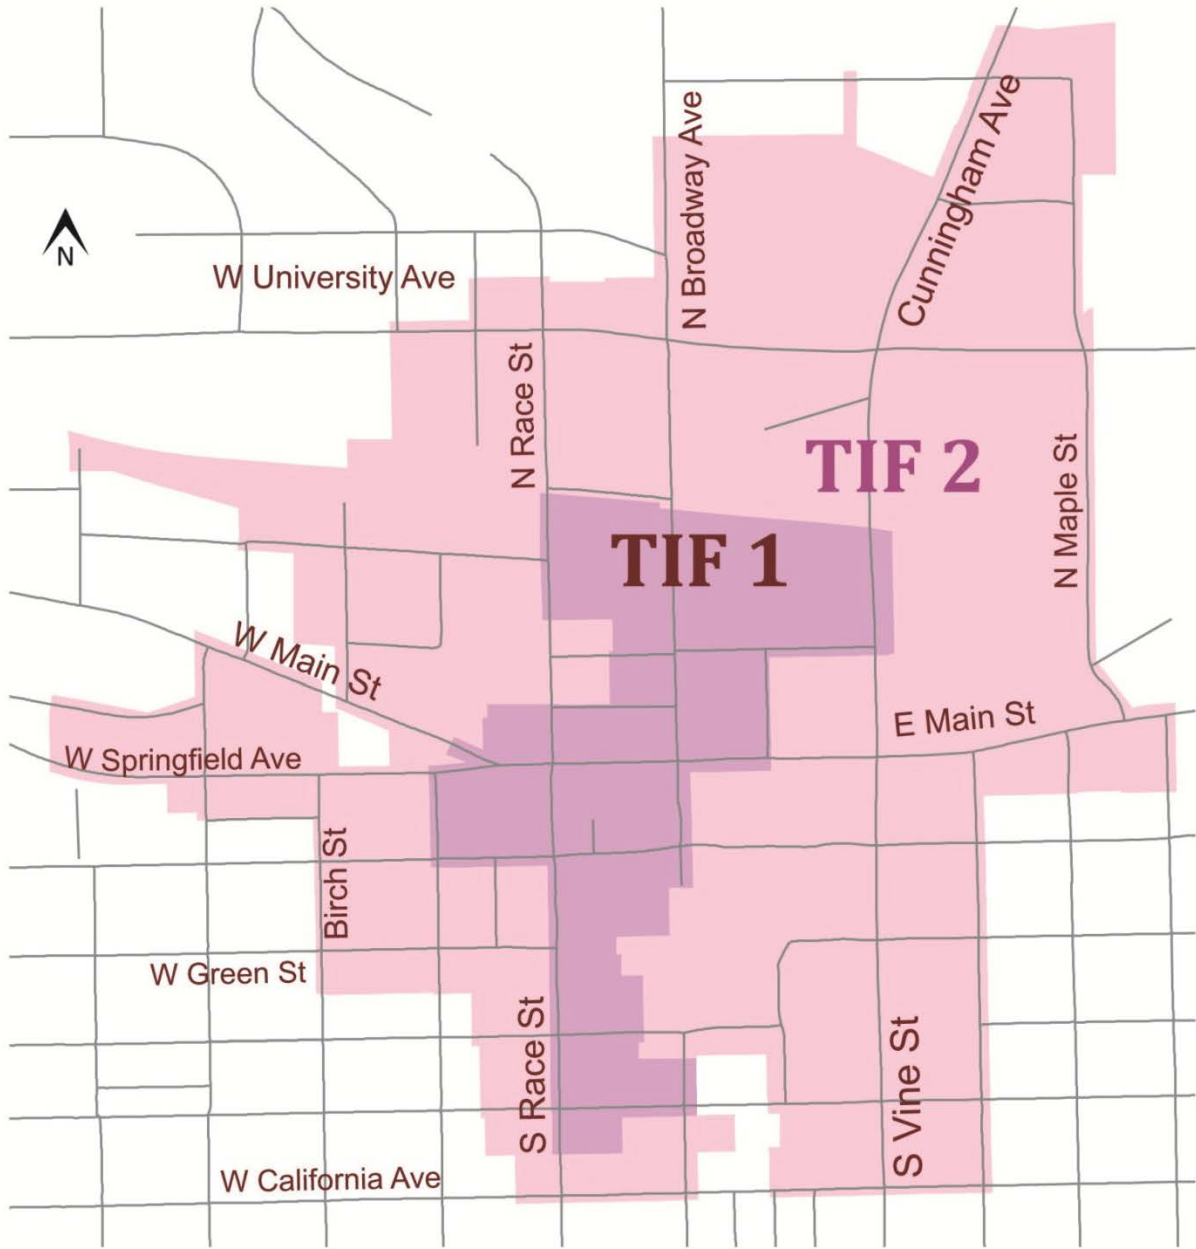 N Broadway Ave
Cunningham Ave
N
W University Ave
N Race St
TIF 2
N Maple St
TIF 1
W Main St
E Main St
W Springfield Ave
Birch St
W Green St
S Race St
S Vine St
W California Ave